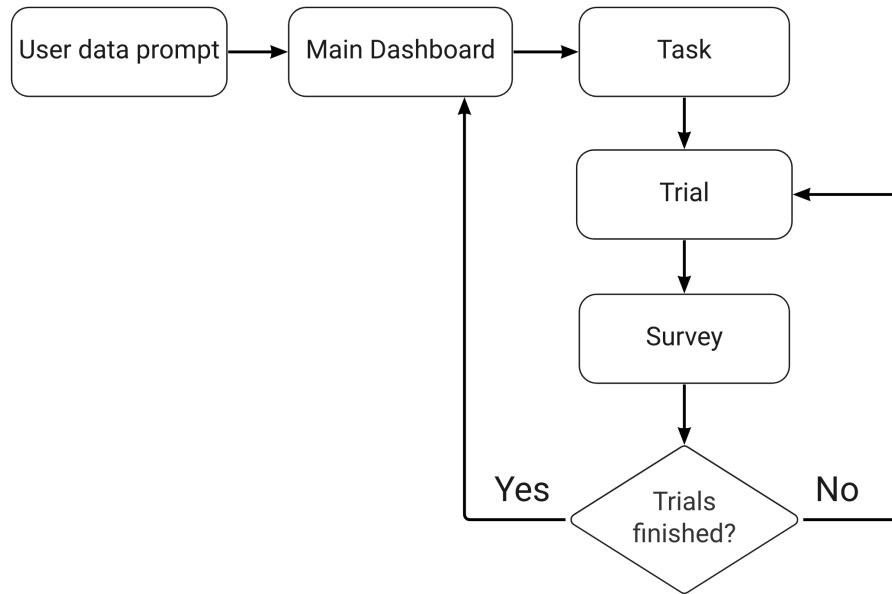 User data prompt
Main Dashboard
Task
Trial
Survey
Yes
Trials
finished?
No